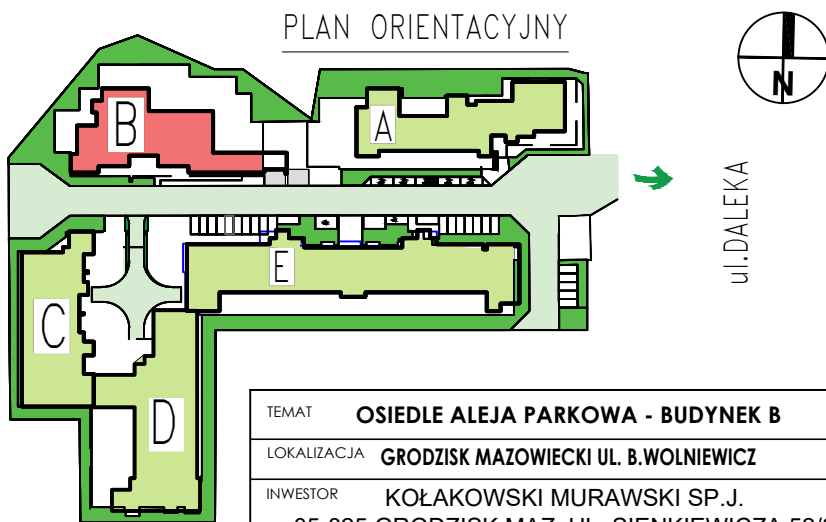 PLAN ORIENTACYJNY
N
B
A
ul.DALEKA
E
C
D
TEMAT OSIEDLE ALEJA PARKOWA - BUDYNEK B
LOKALIZACJA GRODZISK MAZOWIECKI UL. B.WOLNIEWICZ
INWESTOR KOŁAKOWSKI MURAWSKI SP.J.